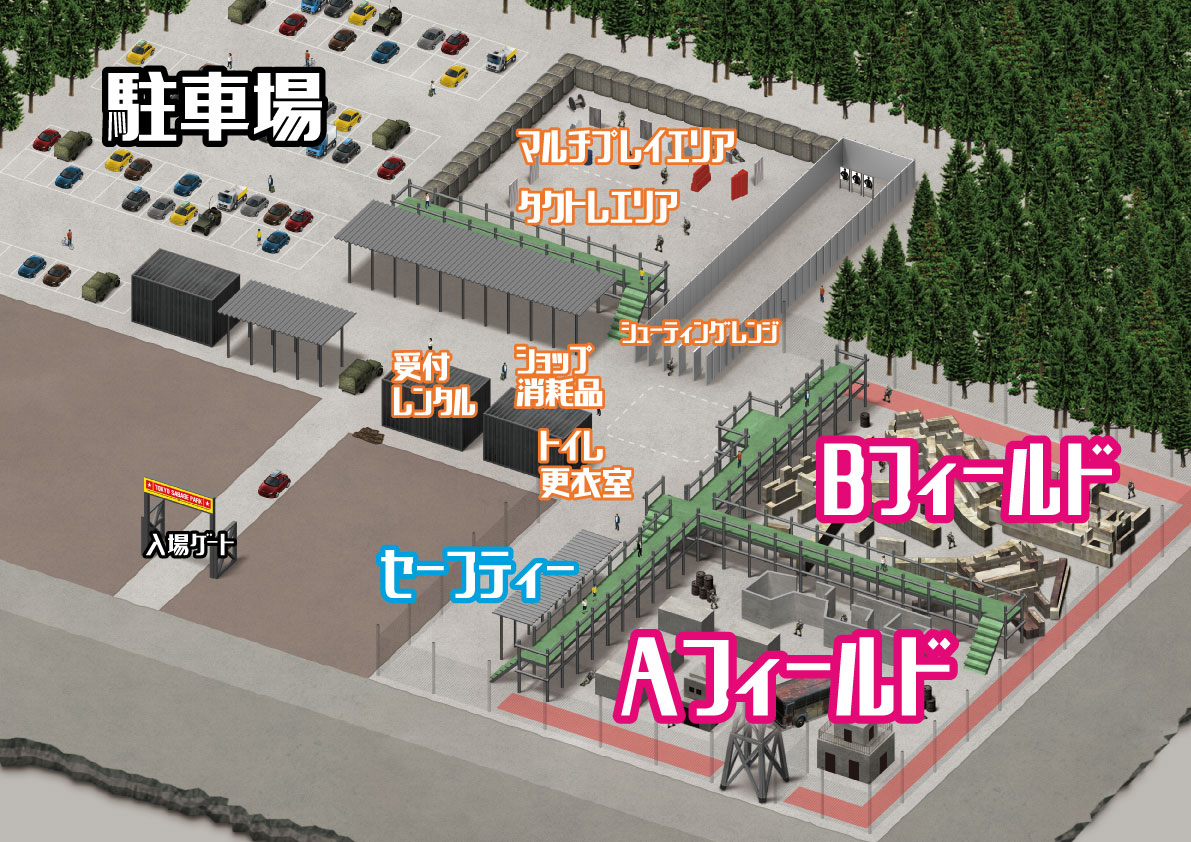 駐車場
マルチプレイエリア
タクトレエリア
シューティングレンジ
受付
レンタル
ショップ
消耗品
トイレ
更衣室
Bフィールド
TOKYO SABAGE PARK
入場ゲート
セーフティー
Aフィールド